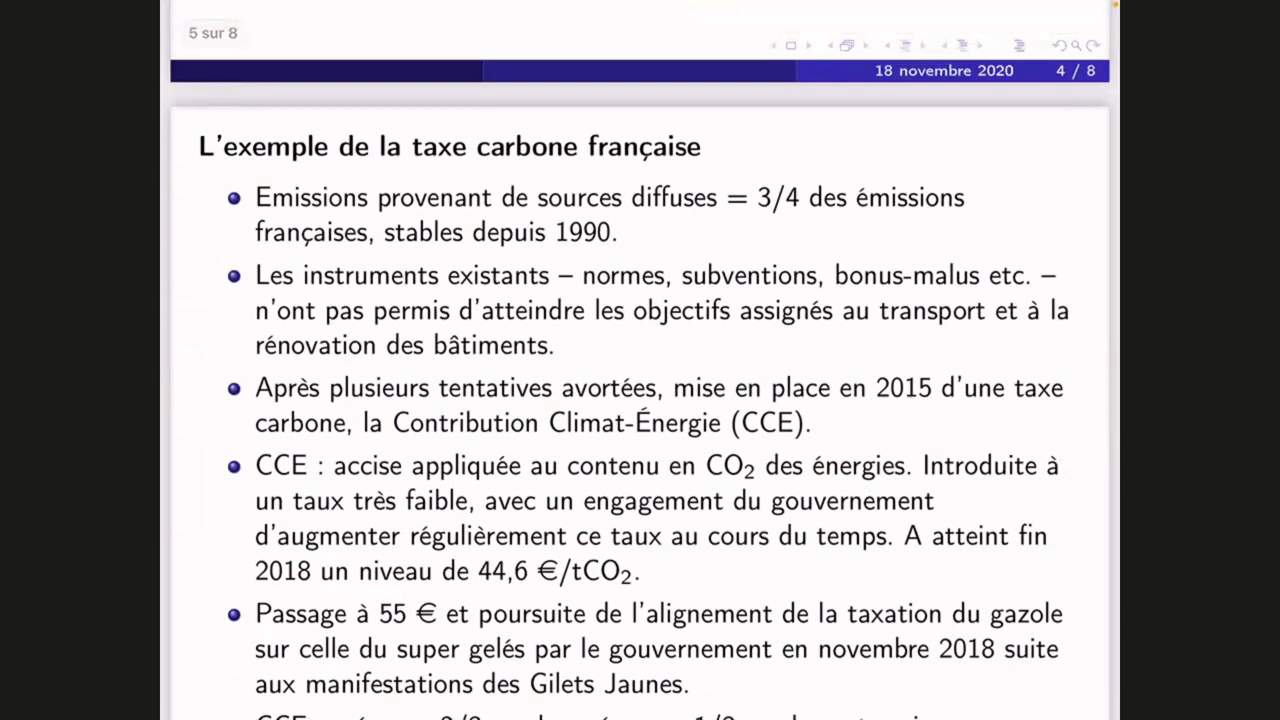 5 sur 8
18 novembre 2020 4 / 8
L'exemple de la taxe carbone française
Emissions provenant de sources diffuses = 3/4 des émissions
françaises, stables depuis 1990.
Les instruments existants – normes, subventions, bonus-malus etc. –
n'ont pas permis d'atteindre les objectifs assignés au transport et à la
rénovation des bâtiments.
Après plusieurs tentatives avortées, mise en place en 2015 d'une taxe
carbone, la Contribution Climat-Énergie (CCE).
CCE : accise appliquée au contenu en CO₂ des énergies. Introduite à
un taux très faible, avec un engagement du gouvernement
d'augmenter régulièrement ce taux au cours du temps. A atteint fin
2018 un niveau de 44,6 €/tCO₂.
Passage à 55 € et poursuite de l'alignement de la taxation du gazole
sur celle du super gelés par le gouvernement en novembre 2018 suite
aux manifestations des Gilets Jaunes.